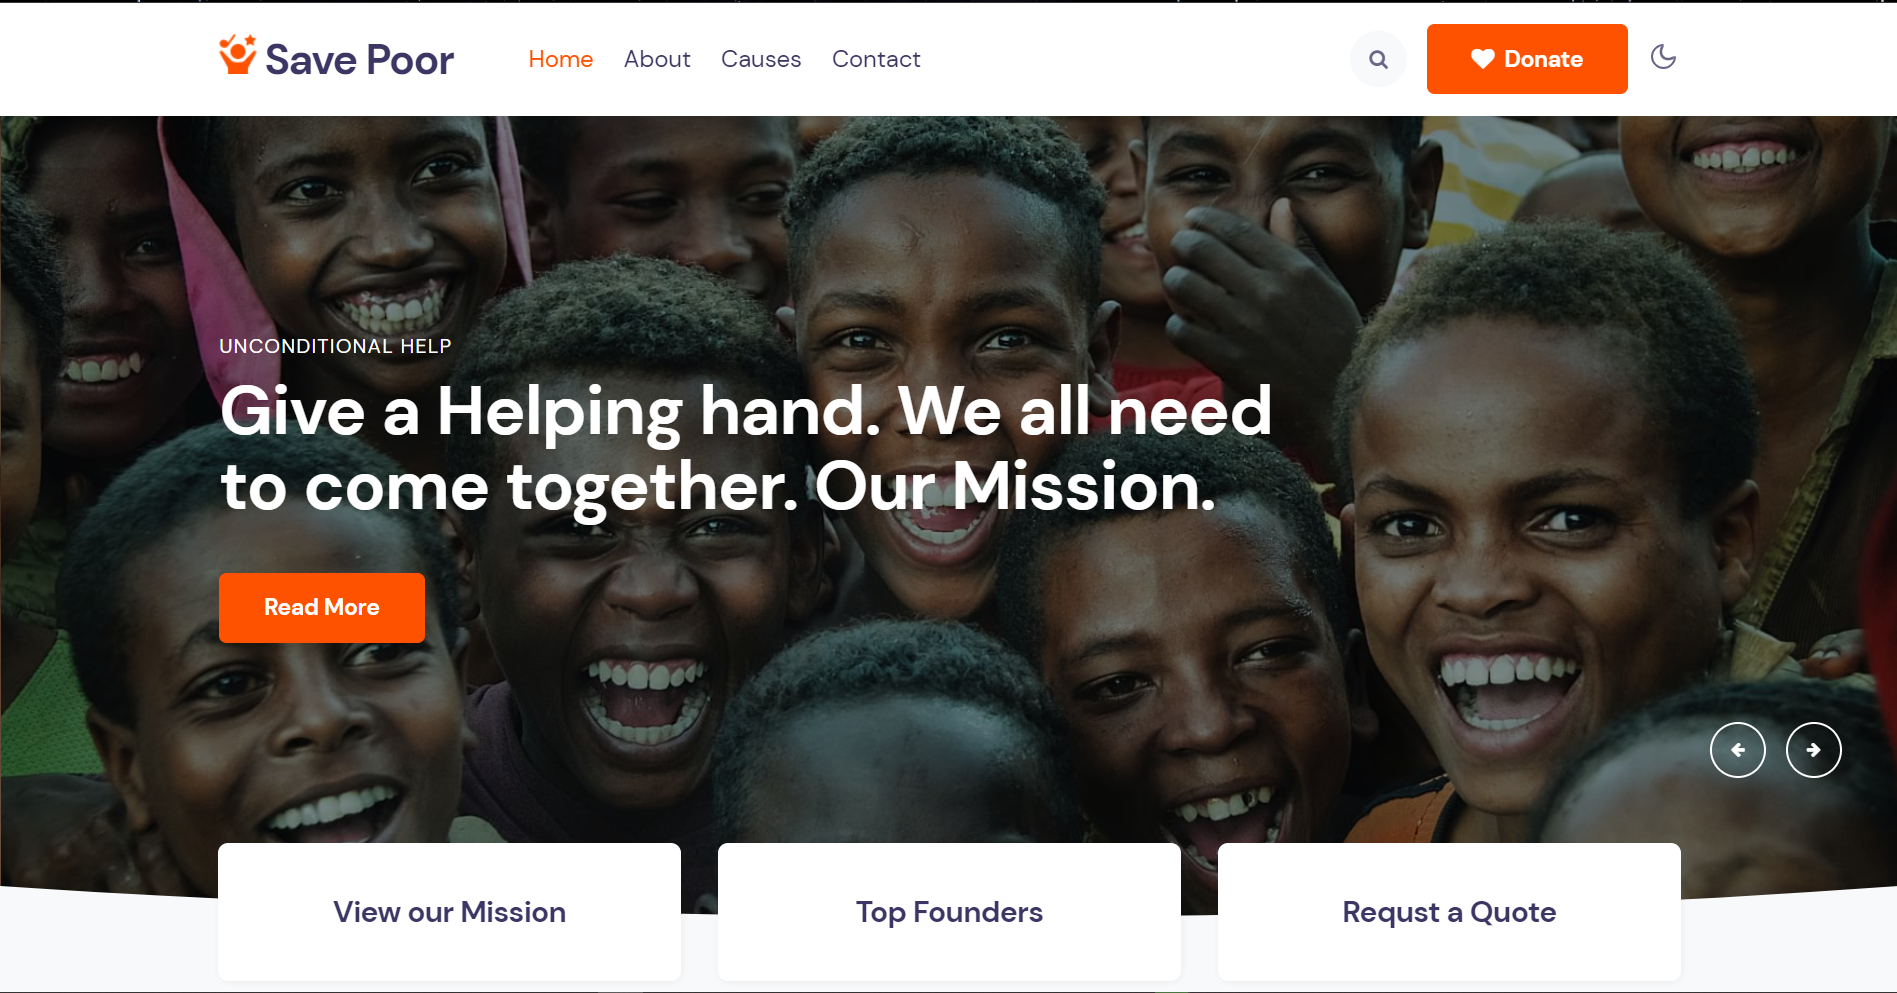 Save Poor
Home
About
Causes
Contact
Donate
UNCONDITIONAL HELP
Give a Helping hand. We all need
to come together. Our Mission.
Read More
View our Mission
Top Founders
Requst a Quote